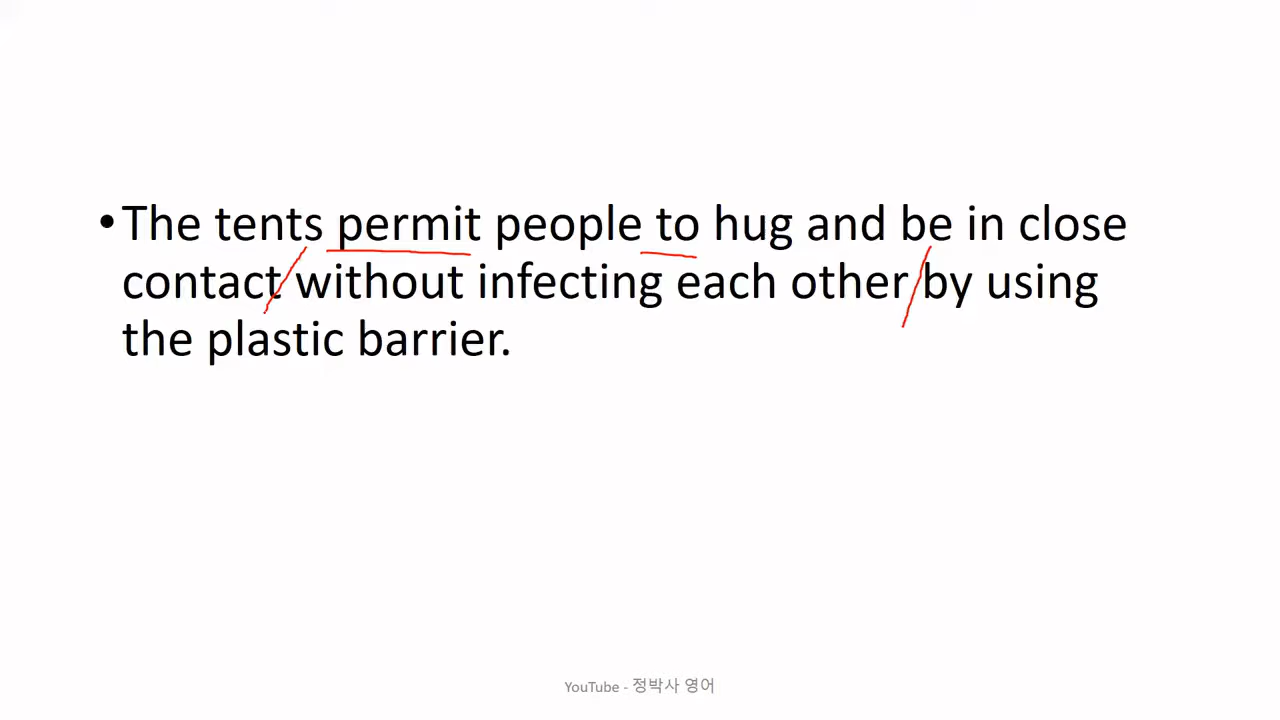 •The tents permit people to hug and be in close
contact without infecting each other by using
the plastic barrier.
YouTube - 정박사 영어